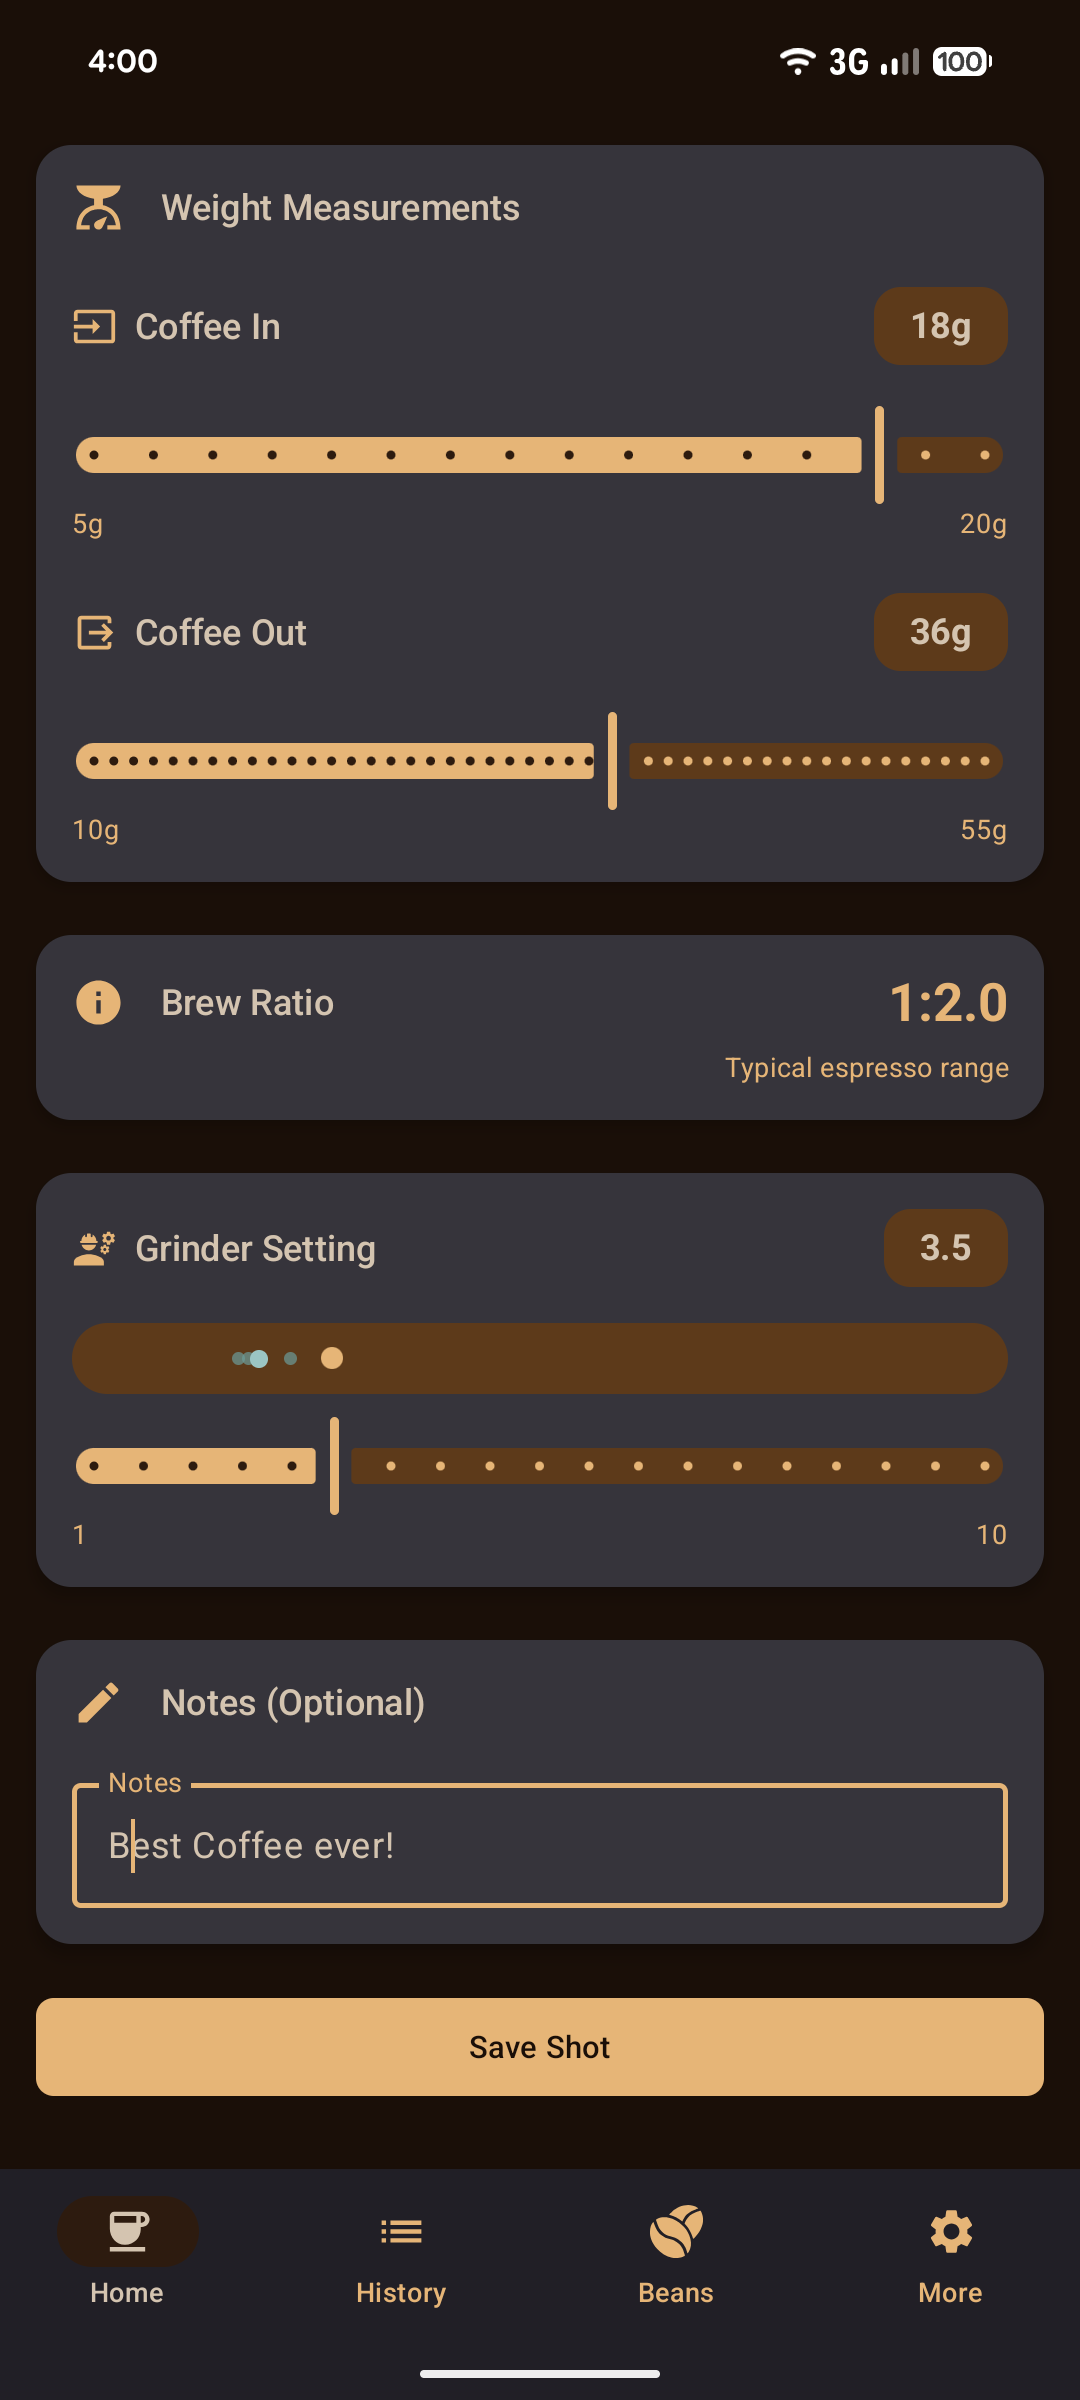 4:00
3G
100
Weight Measurements
Coffee In
18g
5g
20g
Coffee Out
36g
10g
55g
Brew Ratio
1:2.0
Typical espresso range
Grinder Setting
3.5
1
10
Notes (Optional)
Notes
Best Coffee ever!
Save Shot
Home
History
Beans
More